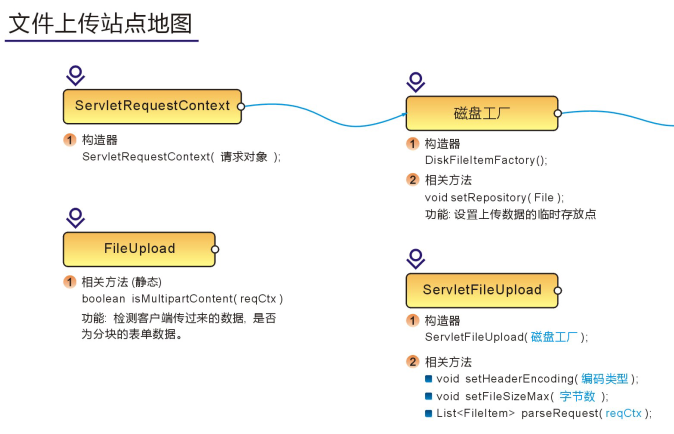 文件上传站点地图
ServletRequestContext
1 构造器
ServletRequestContext( 请求对象 );
FileUpload
1 相关方法 (静态)
boolean isMultipartContent( reqCtx )
功能: 检测客户端传过来的数据, 是否
为分块的表单数据。
磁盘工厂
1 构造器
DiskFileItemFactory();
2 相关方法
void setRepository( File );
功能: 设置上传数据的临时存放点
ServletFileUpload
1 构造器
ServletFileUpload( 磁盘工厂 );
2 相关方法
void setHeaderEncoding( 编码类型 );
void setFileSizeMax( 字节数 );
List<FileItem> parseRequest( reqCtx );